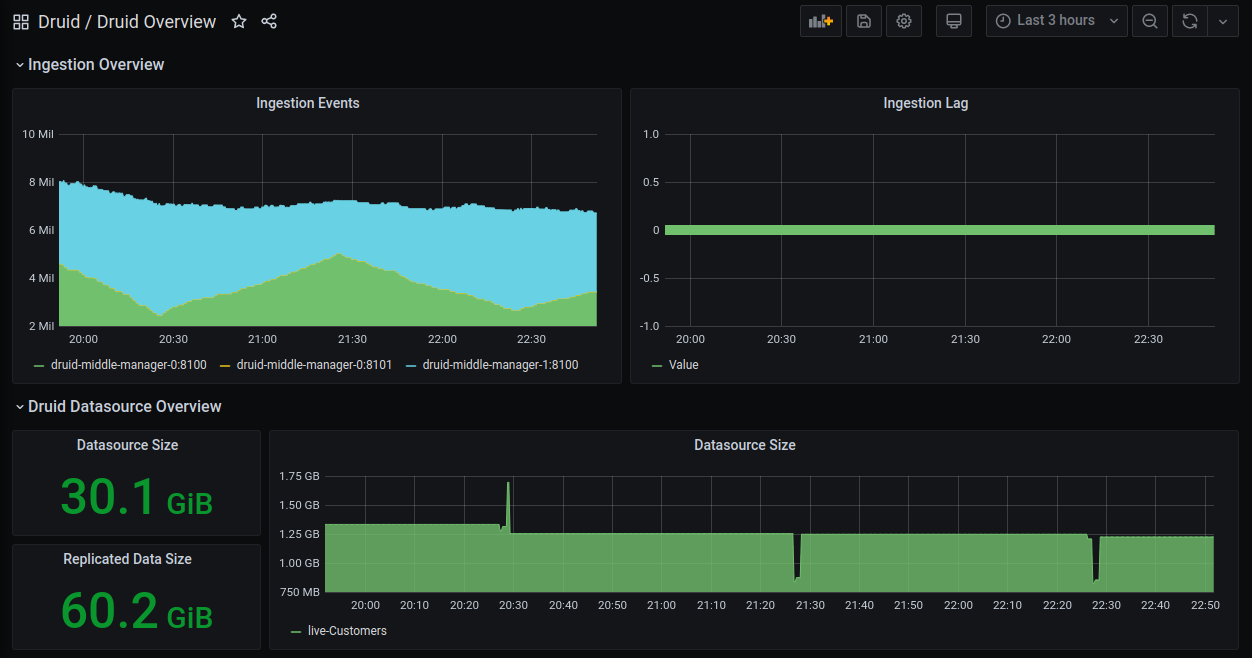 Druid / Druid Overview
Last 3 hours
Ingestion Overview
Ingestion Events
10 Mil
8 Mil
6 Mil
4 Mil
2 Mil
20:00 20:30 21:00 21:30 22:00 22:30
druid-middle-manager-0:8100 druid-middle-manager-0:8101 druid-middle-manager-1:8100
Ingestion Lag
1.0
0.5
0
-0.5
-1.0
20:00 20:30 21:00 21:30 22:00 22:30
Value
Druid Datasource Overview
Datasource Size
30.1 GiB
Replicated Data Size
60.2 GiB
Datasource Size
1.75 GB
1.50 GB
1.25 GB
1.00 GB
750 MB
20:00 20:10 20:20 20:30 20:40 20:50 21:00 21:10 21:20 21:30 21:40 21:50 22:00 22:10 22:20 22:30 22:40 22:50
live-Customers